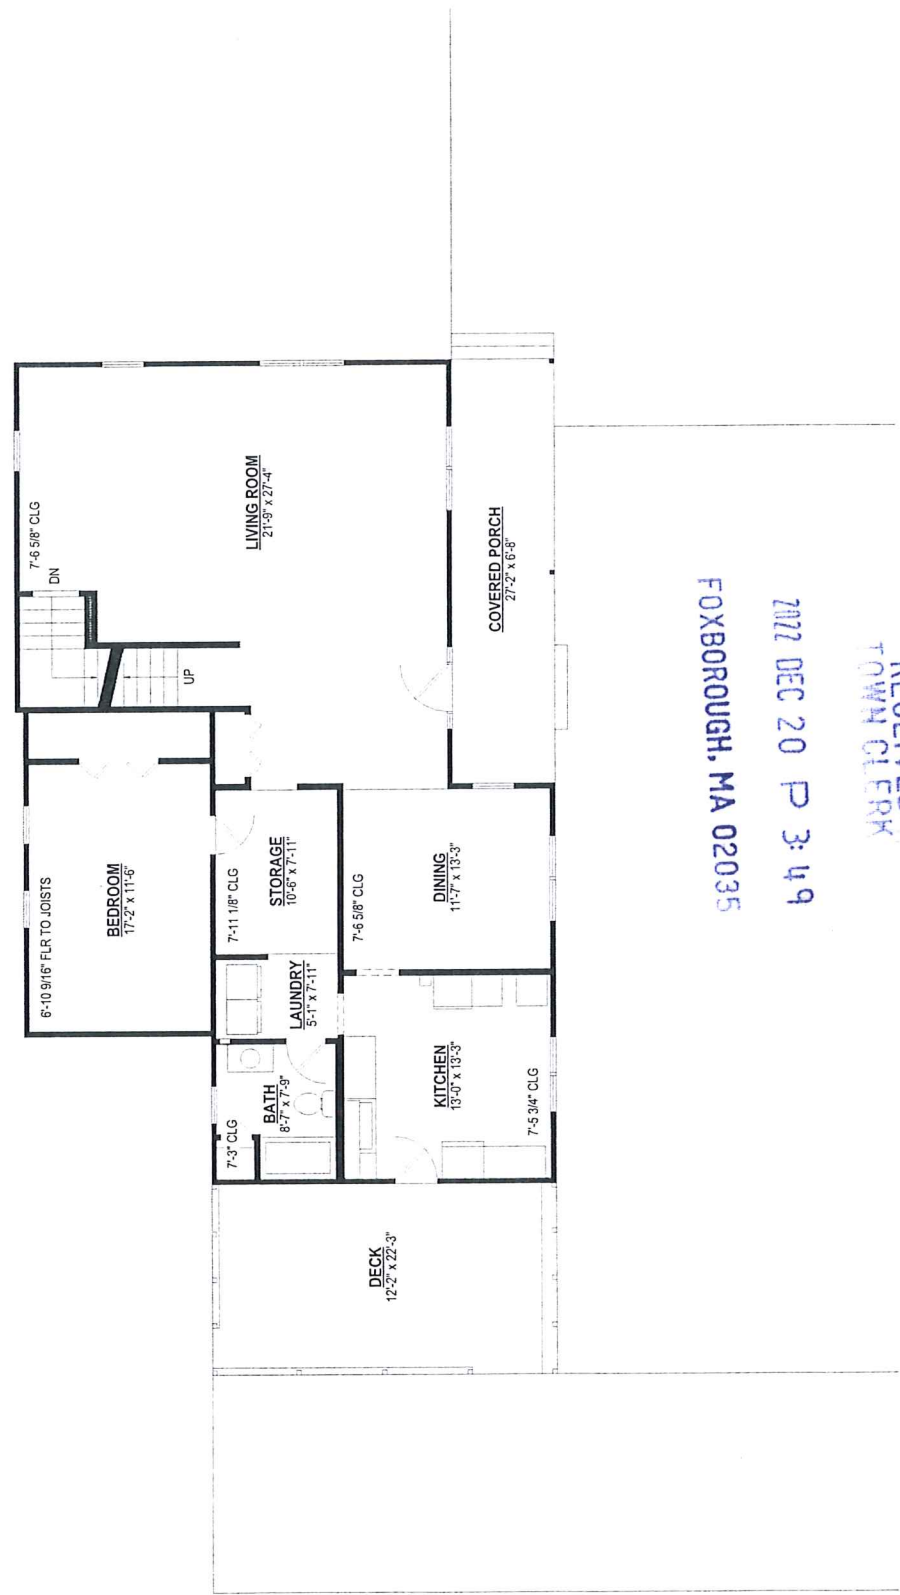 6'-10 9/16" FLR TO JOISTS
BEDROOM
17'-2" x 11'-6"
7'-6 5/8" CLG
DN
UP
LIVING ROOM
21'-9" x 27'-4"
7'-3" CLG
BATH
8'-7" x 7'-9"
LAUNDRY
5'-1" x 7'-11"
7'-11 1/8" CLG
STORAGE
10'-6" x 7'-11"
DECK
12'-2" x 22'-3"
KITCHEN
13'-0" x 13'-3"
7'-5 3/4" CLG
7'-6 5/8" CLG
DINING
11'-7" x 13'-3"
COVERED PORCH
27'-2" x 6'-8"
TOWN CLERK
2022 DEC 20 P 3:49
FOXBOROUGH, MA 02035